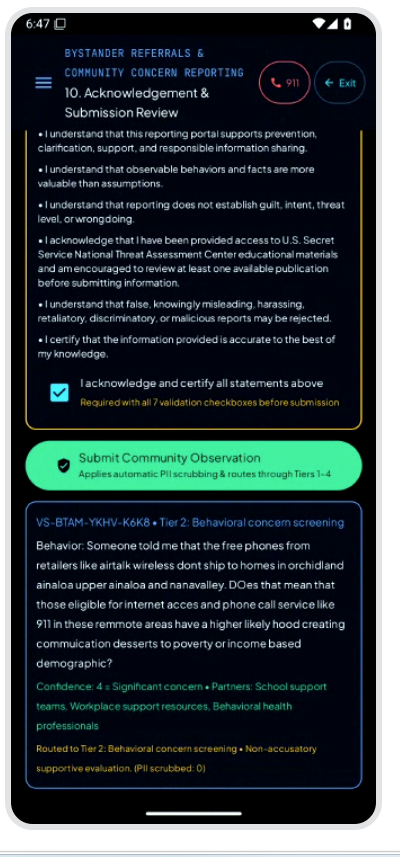 6:47
BYSTANDER REFERRALS &
COMMUNITY CONCERN REPORTING
10. Acknowledgement &
Submission Review
911
← Exit
• I understand that this reporting portal supports prevention,
clarification, support, and responsible information sharing.
• I understand that observable behaviors and facts are more
valuable than assumptions.
• I understand that reporting does not establish guilt, intent, threat
level, or wrongdoing.
• I acknowledge that I have been provided access to U.S. Secret
Service National Threat Assessment Center educational materials
and am encouraged to review at least one available publication
before submitting information.
• I understand that false, knowingly misleading, harassing,
retaliatory, discriminatory, or malicious reports may be rejected.
• I certify that the information provided is accurate to the best of
my knowledge.
I acknowledge and certify all statements above
Required with all 7 validation checkboxes before submission
Submit Community Observation
Applies automatic PII scrubbing & routes through Tiers 1-4
VS-BTAM-YKHV-K6K8 • Tier 2: Behavioral concern screening
Behavior: Someone told me that the free phones from
retailers like airtalk wireless dont ship to homes in orchidland
ainaloa upper ainaloa and nanavalley. DOes that mean that
those eligible for internet acces and phone call service like
911 in these remmote areas have a higher likely hood creating
commuication desserts to poverty or income based
demographic?
Confidence: 4 = Significant concern • Partners: School support
teams, Workplace support resources, Behavioral health
professionals
Routed to Tier 2: Behavioral concern screening • Non-accusatory
supportive evaluation. (PII scrubbed: 0)